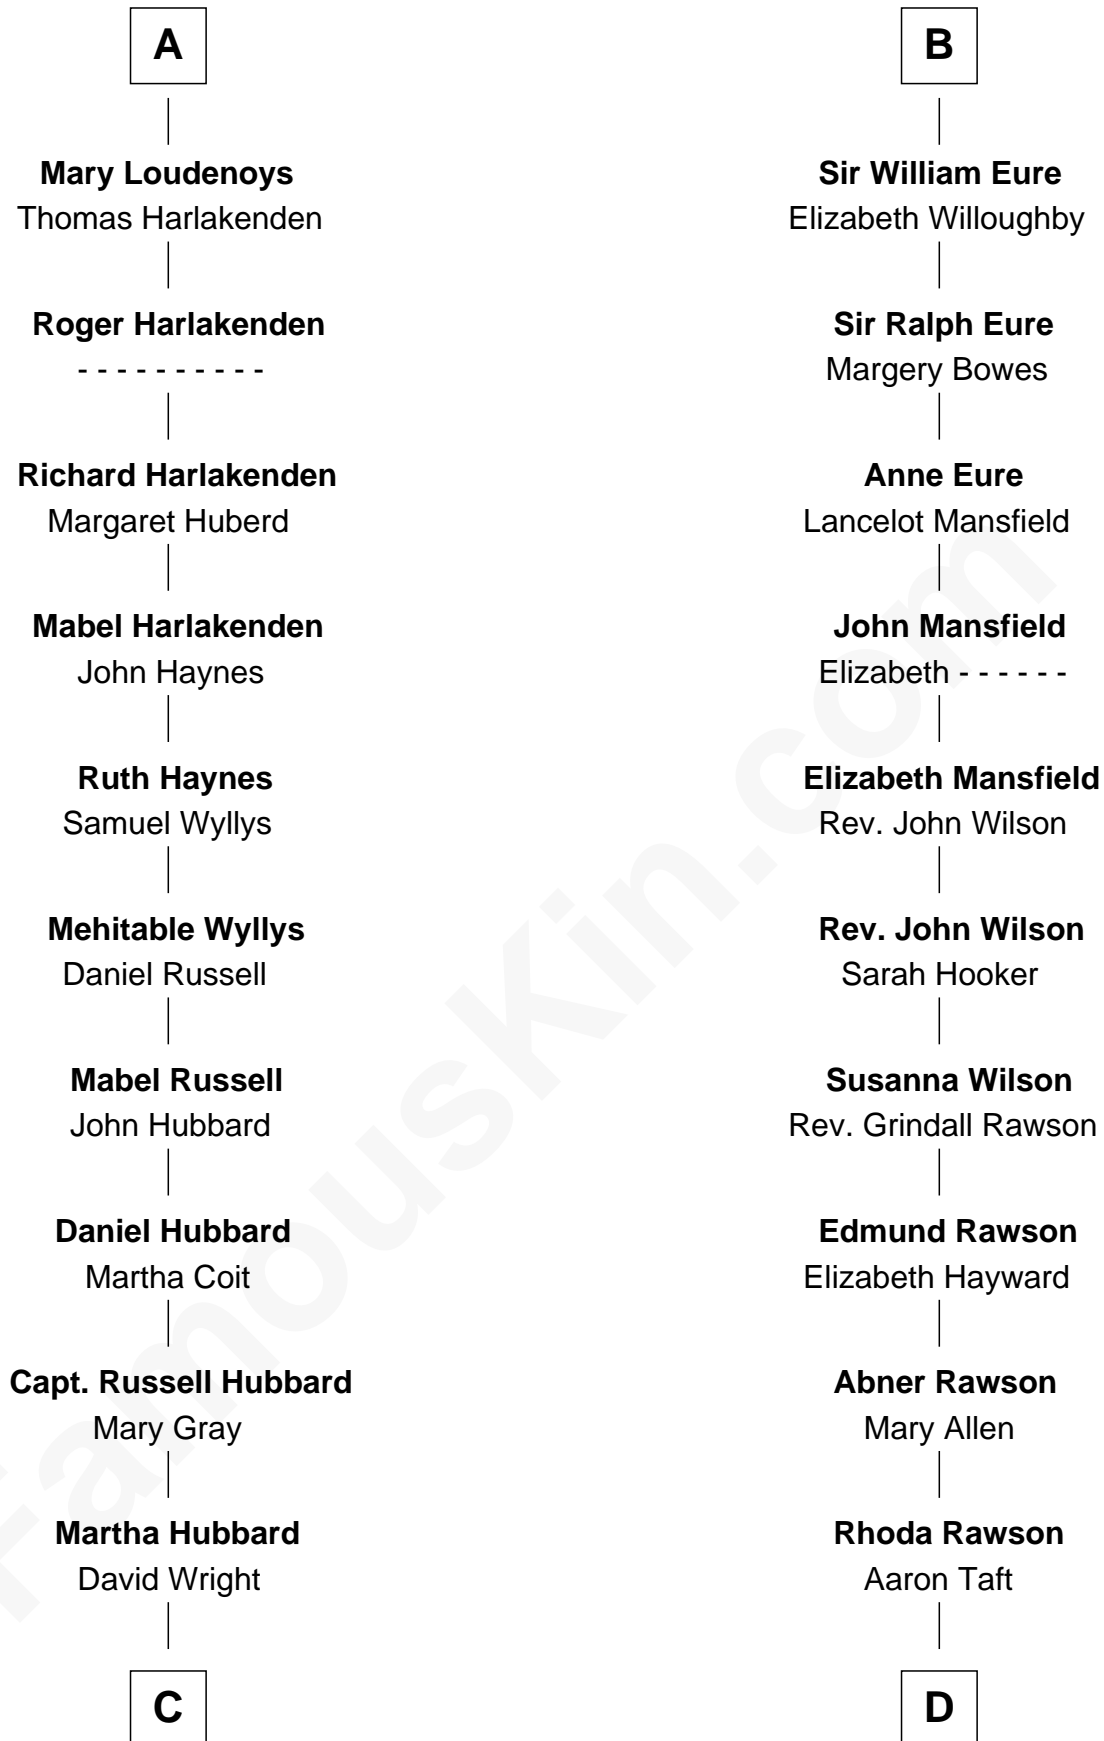 A
Mary Loudenoys
Thomas Harlakenden
Roger Harlakenden
- - - - - - - - - -
Richard Harlakenden
Margaret Huberd
Mabel Harlakenden
John Haynes
Ruth Haynes
Samuel Wyllys
Mehitable Wyllys
Daniel Russell
Mabel Russell
John Hubbard
Daniel Hubbard
Martha Coit
Capt. Russell Hubbard
Mary Gray
Martha Hubbard
David Wright
C
B
Sir William Eure
Elizabeth Willoughby
Sir Ralph Eure
Margery Bowes
Anne Eure
Lancelot Mansfield
John Mansfield
Elizabeth - - - - - -
Elizabeth Mansfield
Rev. John Wilson
Rev. John Wilson
Sarah Hooker
Susanna Wilson
Rev. Grindall Rawson
Edmund Rawson
Elizabeth Hayward
Abner Rawson
Mary Allen
Rhoda Rawson
Aaron Taft
D
FamousKin.com